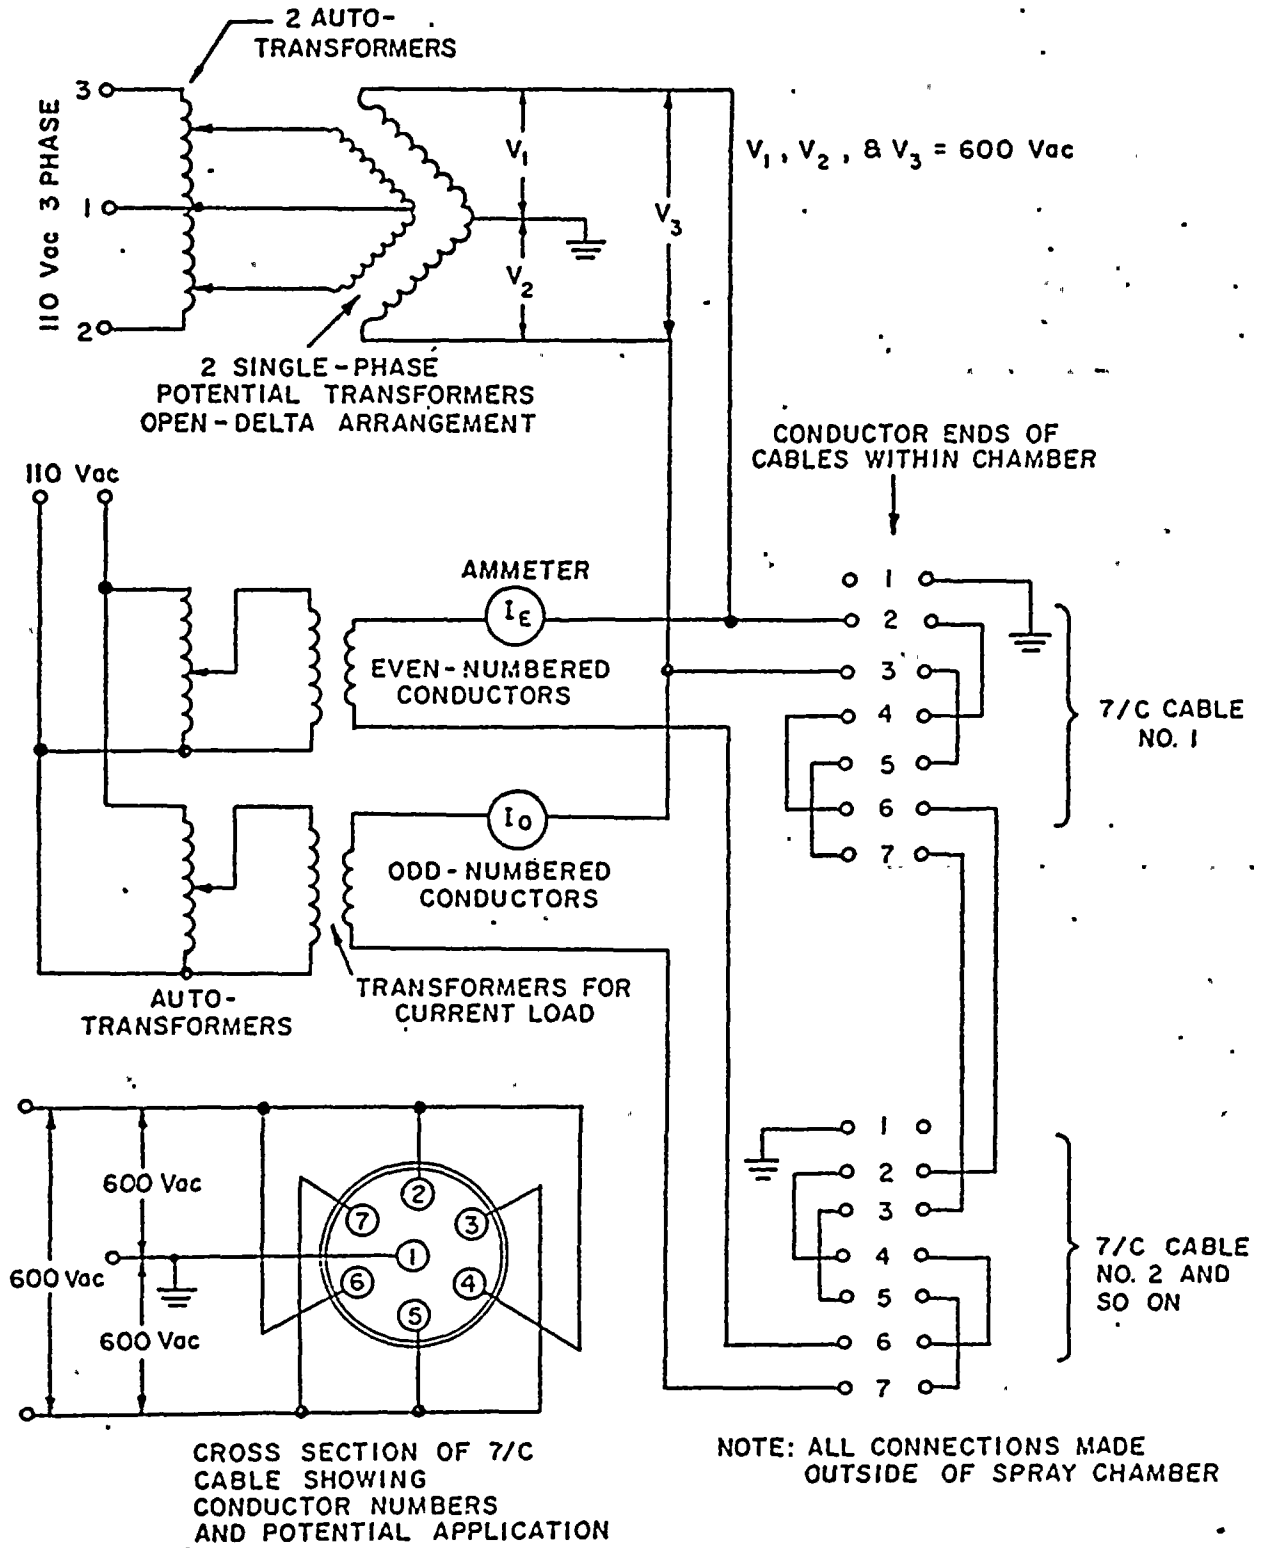 2 AUTO-
TRANSFORMERS
110 Vac 3 PHASE
3
1
2
V1
V2
V3
V1, V2, & V3 = 600 Vac
2 SINGLE-PHASE
POTENTIAL TRANSFORMERS
OPEN-DELTA ARRANGEMENT
CONDUCTOR ENDS OF
CABLES WITHIN CHAMBER
110 Vac
AMMETER
IE
EVEN-NUMBERED
CONDUCTORS
1
2
3
4
5
6
7
7/C CABLE
NO. 1
IO
ODD-NUMBERED
CONDUCTORS
AUTO-
TRANSFORMERS
TRANSFORMERS FOR
CURRENT LOAD
600 Vac
600 Vac
600 Vac
7
2
3
1
6
4
5
1
2
3
4
5
6
7
7/C CABLE
NO. 2 AND
SO ON
CROSS SECTION OF 7/C
CABLE SHOWING
CONDUCTOR NUMBERS
AND POTENTIAL APPLICATION
NOTE: ALL CONNECTIONS MADE
OUTSIDE OF SPRAY CHAMBER